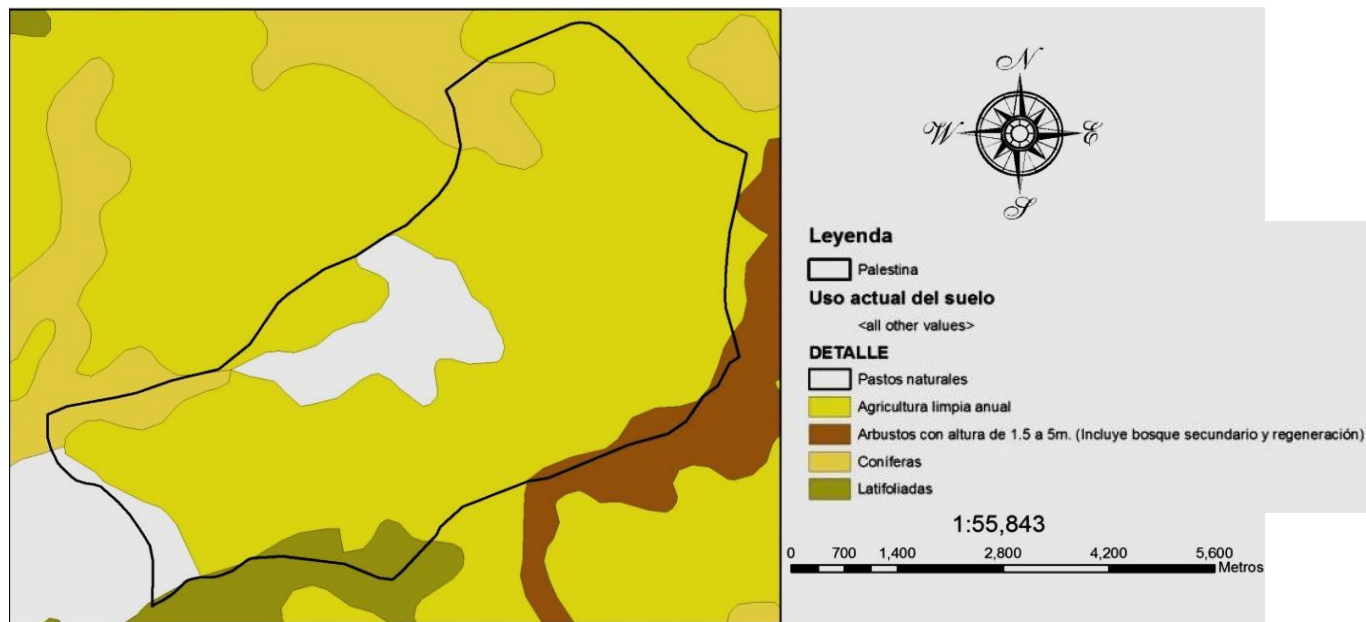 N
W E
S
Leyenda
Palestina
Uso actual del suelo
<all other values>
DETALLE
Pastos naturales
Agricultura limpia anual
Arbustos con altura de 1.5 a 5m. (Incluye bosque secundario y regeneración)
Coníferas
Latifoliadas
1:55,843
0 700 1,400 2,800 4,200 5,600
Metros